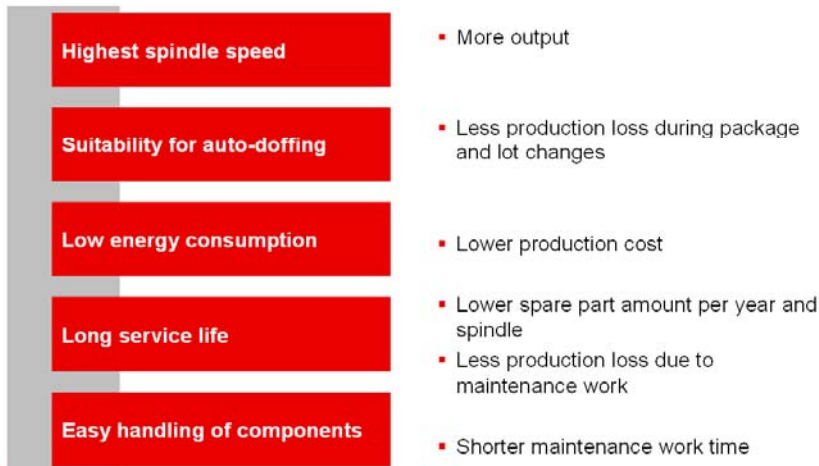 Highest spindle speed
▪ More output
Suitability for auto-doffing
▪ Less production loss during package
and lot changes
Low energy consumption
▪ Lower production cost
Long service life
▪ Lower spare part amount per year and
spindle
▪ Less production loss due to
maintenance work
Easy handling of components
▪ Shorter maintenance work time